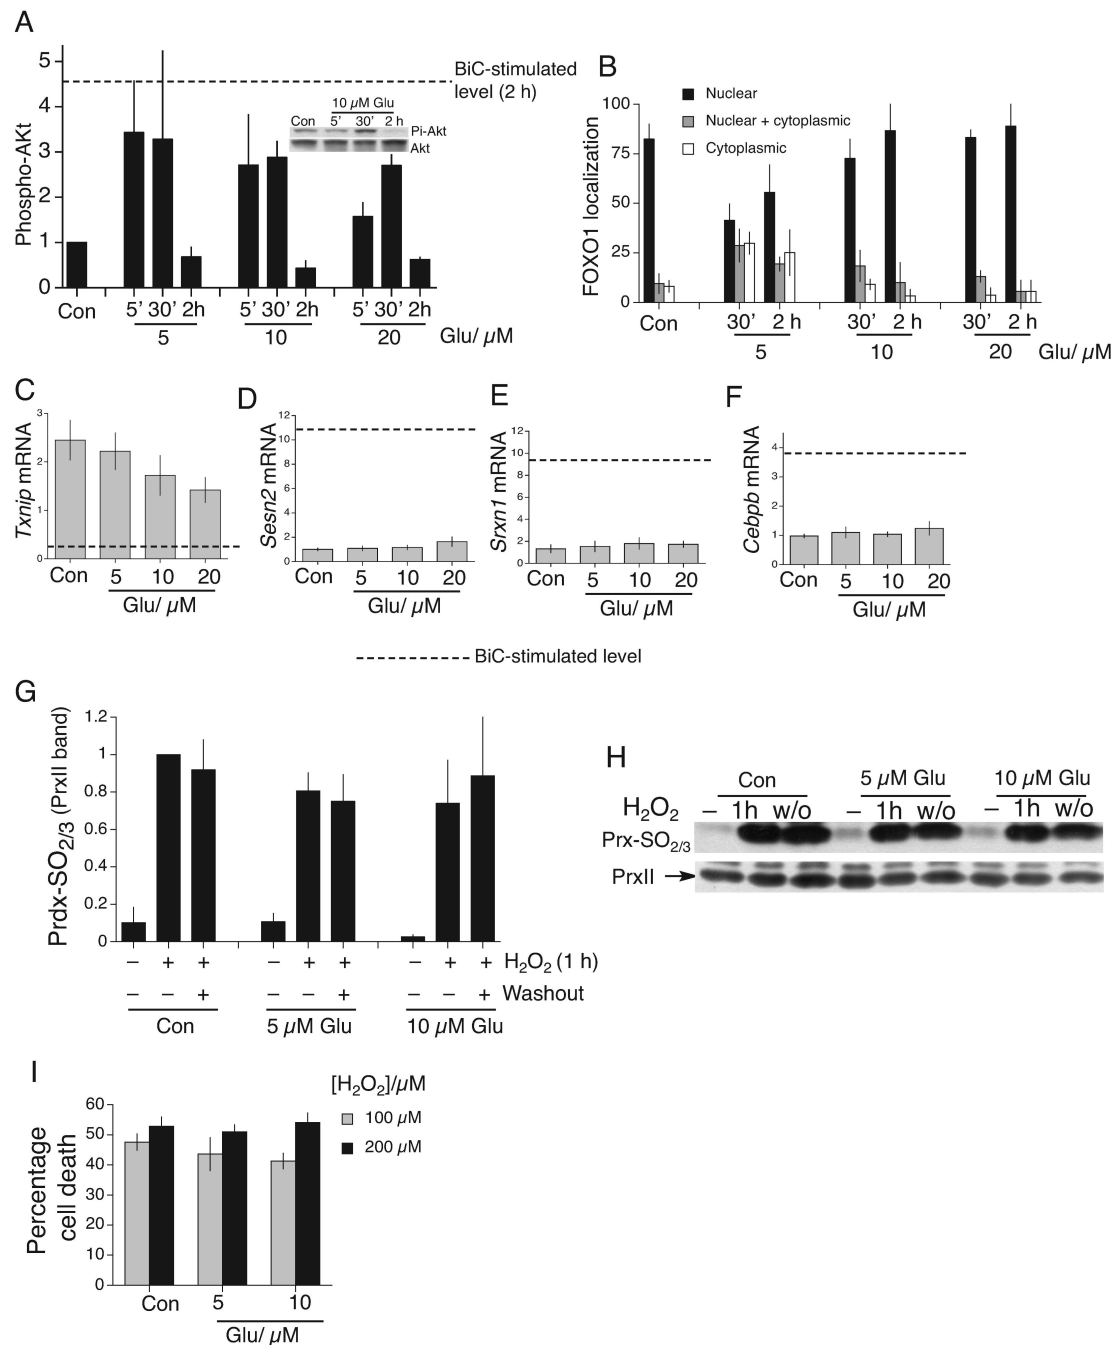 A
5
4
3
2
1
0
Phospho-AKt
BiC-stimulated
level (2 h)
10 µM Glu
Con 5’ 30’ 2 h
Pi-Akt
Akt
Con 5’ 30’ 2h 5’ 30’ 2h 5’ 30’ 2h
5 10 20 Glu/ µM
B
Nuclear
Nuclear + cytoplasmic
Cytoplasmic
100
75
50
25
0
FOXO1 localization
Con 30’ 2 h 30’ 2 h 30’ 2 h
5 10 20 Glu/ µM
C
3
2
1
0
Txnip mRNA
Con 5 10 20
Glu/ µM
D
12
10
8
6
4
2
0
Sesn2 mRNA
Con 5 10 20
Glu/ µM
E
12
10
8
6
4
2
0
Srxn1 mRNA
Con 5 10 20
Glu/ µM
F
4
3
2
1
0
Cebpb mRNA
Con 5 10 20
Glu/ µM
BiC-stimulated level
G
1.2
1
0.8
0.6
0.4
0.2
0
Prdx-SO2/3 (PrxII band)
– + + – + + – + + H2O2 (1 h)
– – + – – + – – + Washout
Con 5 µM Glu 10 µM Glu
H
Con 5 µM Glu 10 µM Glu
H2O2 – 1h w/o – 1h w/o – 1h w/o
Prx-SO2/3
PrxII
I
[H2O2]/µM
100 µM
200 µM
60
50
40
30
20
10
0
Percentage
cell death
Con 5 10
Glu/ µM